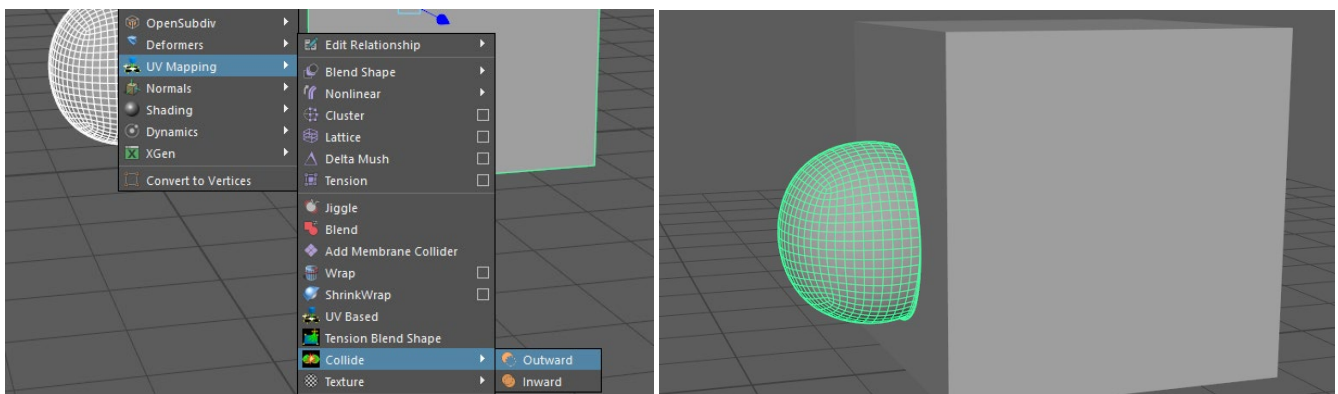 OpenSubdiv
Deformers
UV Mapping
Normals
Shading
Dynamics
XGen
Convert to Vertices
Edit Relationship
Blend Shape
Nonlinear
Cluster
Lattice
Delta Mush
Tension
Jiggle
Blend
Add Membrane Collider
Wrap
ShrinkWrap
UV Based
Tension Blend Shape
Collide
Texture
Outward
Inward